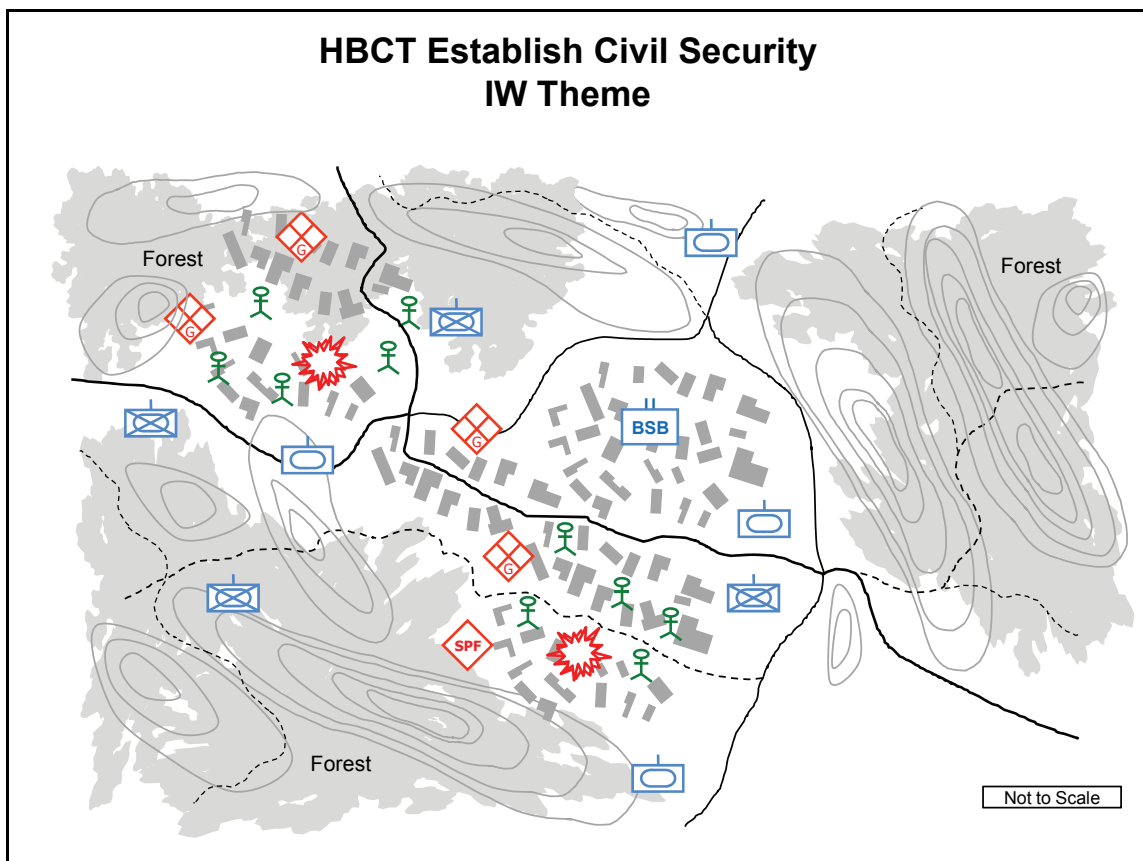 HBCT Establish Civil Security
IW Theme
G
Forest
Forest
G
G
BSB
G
SPF
Forest
Not to Scale